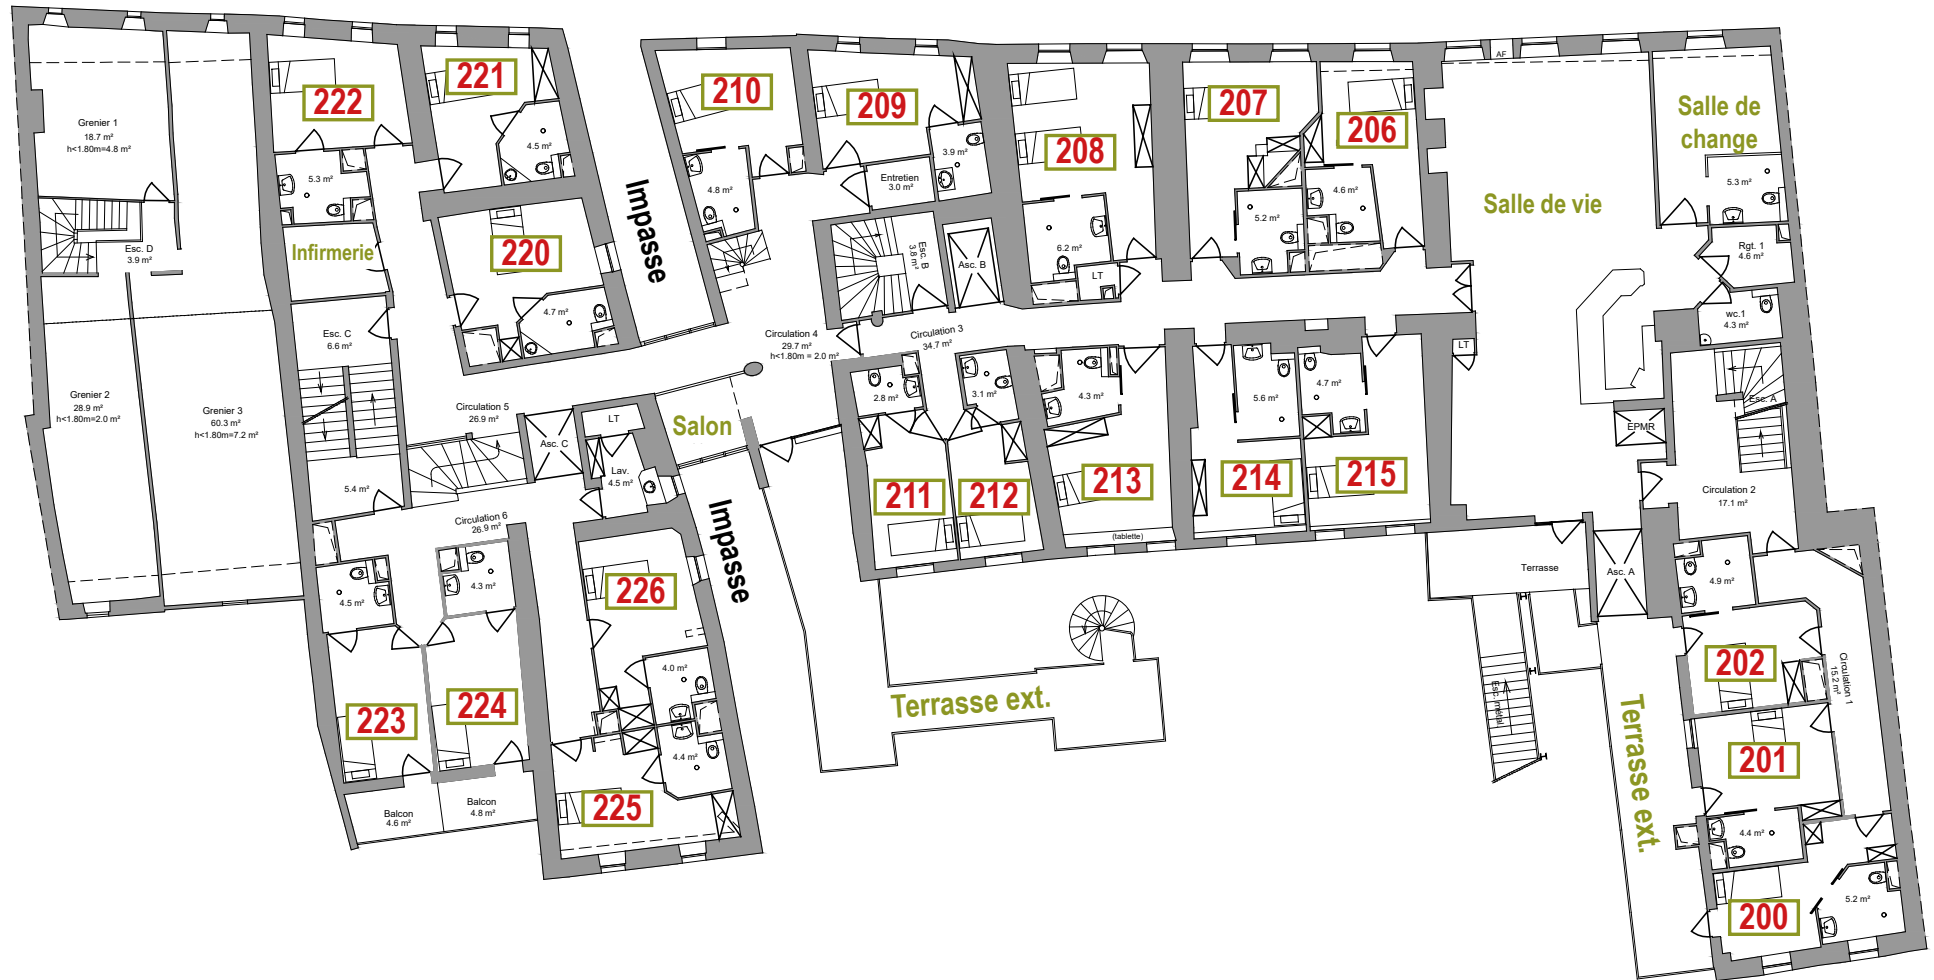 Grenier 1
18.7 m²
h<1.80m=4.8 m²
222
5.3 m²
Infirmerie
221
4.5 m²
220
4.7 m²
Esc. D
3.9 m²
Grenier 2
28.9 m²
h<1.80m=2.0 m²
Grenier 3
60.3 m²
h<1.80m=7.2 m²
Esc. C
6.6 m²
5.4 m²
Circulation 5
26.9 m²
Asc. C
LT
Lav.
4.5 m²
Circulation 6
26.9 m²
4.5 m²
4.3 m²
223
224
Balcon
4.6 m²
Balcon
4.8 m²
226
4.0 m²
4.4 m²
225
Impasse
Impasse
Salon
210
4.8 m²
209
3.9 m²
Entretien
3.0 m²
Esc. B
3.8 m²
Asc. B
208
6.2 m²
LT
207
5.2 m²
206
4.6 m²
Circulation 4
29.7 m²
h<1.80m = 2.0 m²
Circulation 3
34.7 m²
2.8 m²
3.1 m²
211
212
4.3 m²
213
(tablette)
5.6 m²
214
4.7 m²
215
Terrasse ext.
AF
Salle de vie
Salle de
change
5.3 m²
Rgt. 1
4.6 m²
wc.1
4.3 m²
LT
Esc. A
EPMR
Circulation 2
17.1 m²
Terrasse
Asc. A
Esc. métal
Terrasse ext.
4.9 m²
202
Circulation 1
15.2 m²
201
4.4 m²
200
5.2 m²